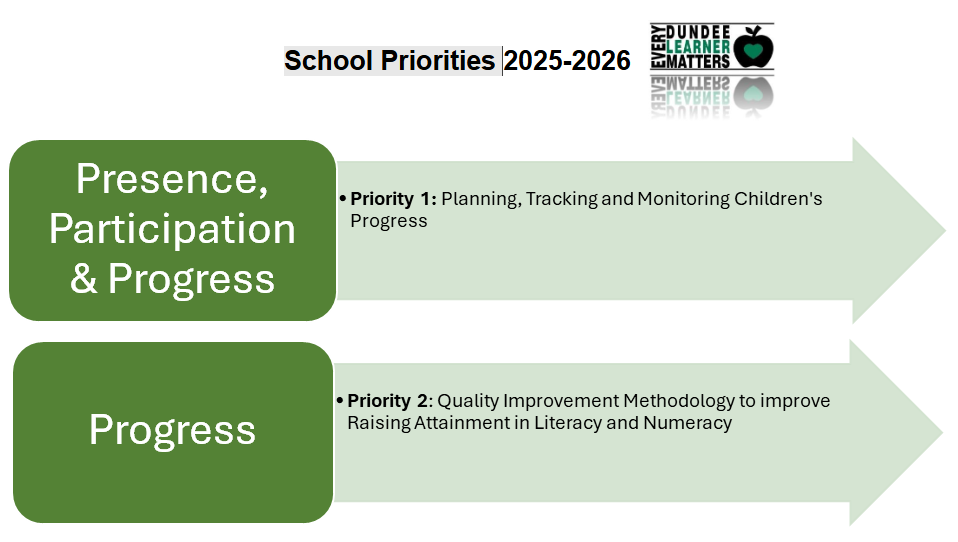 School Priorities 2025-2026
EVERY
DUNDEE
LEARNER
MATTERS
Presence,
Participation
& Progress
• Priority 1: Planning, Tracking and Monitoring Children's
Progress
Progress
• Priority 2: Quality Improvement Methodology to improve
Raising Attainment in Literacy and Numeracy